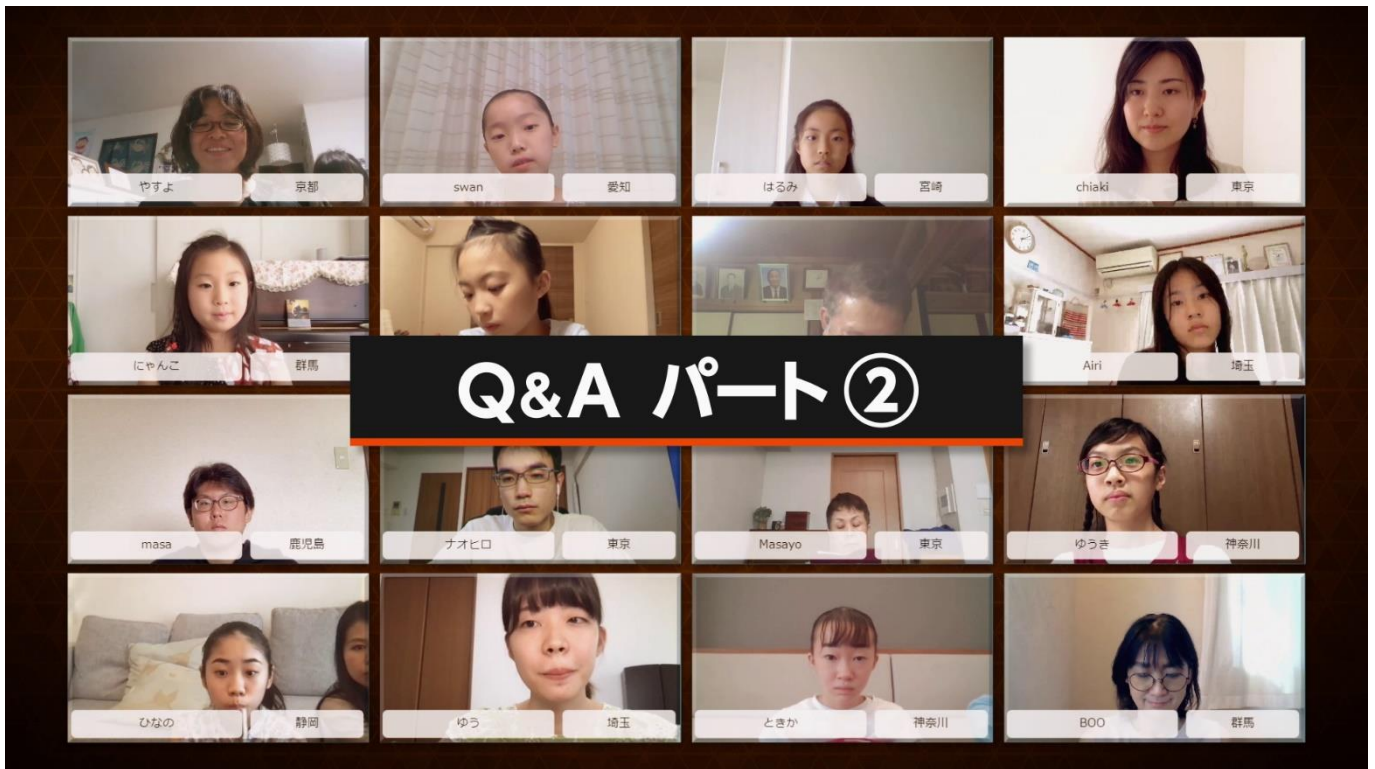 やすよ 京都
swan 愛知
はるみ 宮崎
chiaki 東京
にゃんこ 群馬
Airi 埼玉
Q&A パート②
masa 鹿児島
ナオヒロ 東京
Masayo 東京
ゆうき 神奈川
ひなの 静岡
ゆう 埼玉
ときか 神奈川
BOO 群馬